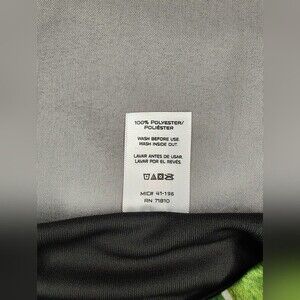 100% POLYESTER/
POLIÉSTER
WASH BEFORE USE.
WASH INSIDE OUT.
LAVAR ANTES DE USAR.
LAVAR POR EL REVÉS.
MIC# 41-196
RN 71810